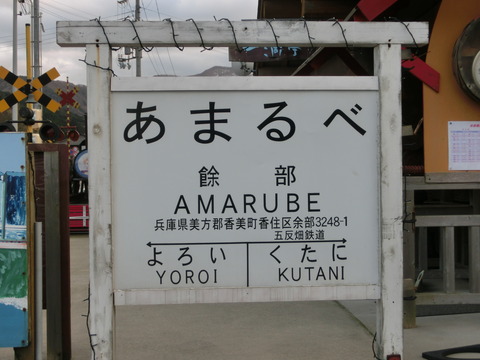 あまるべ
餘部
AMARUBE
兵庫県美方郡香美町香住区余部3248-1
五反畑鉄道
よろい くたに
YOROI KUTANI